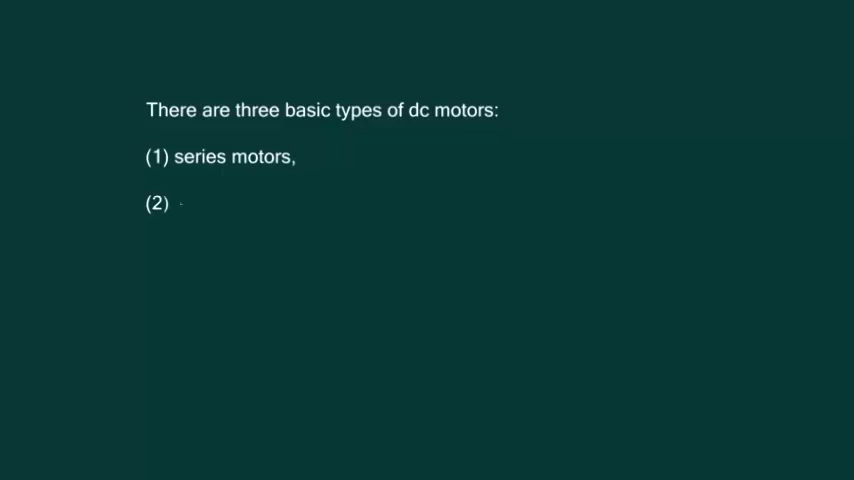 There are three basic types of dc motors:
(1) series motors,
(2)